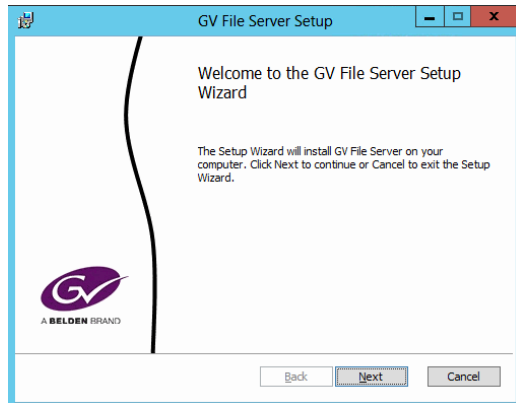 GV File Server Setup
Welcome to the GV File Server Setup
Wizard
The Setup Wizard will install GV File Server on your
computer. Click Next to continue or Cancel to exit the Setup
Wizard.
GV
A BELDEN BRAND
Back
Next
Cancel